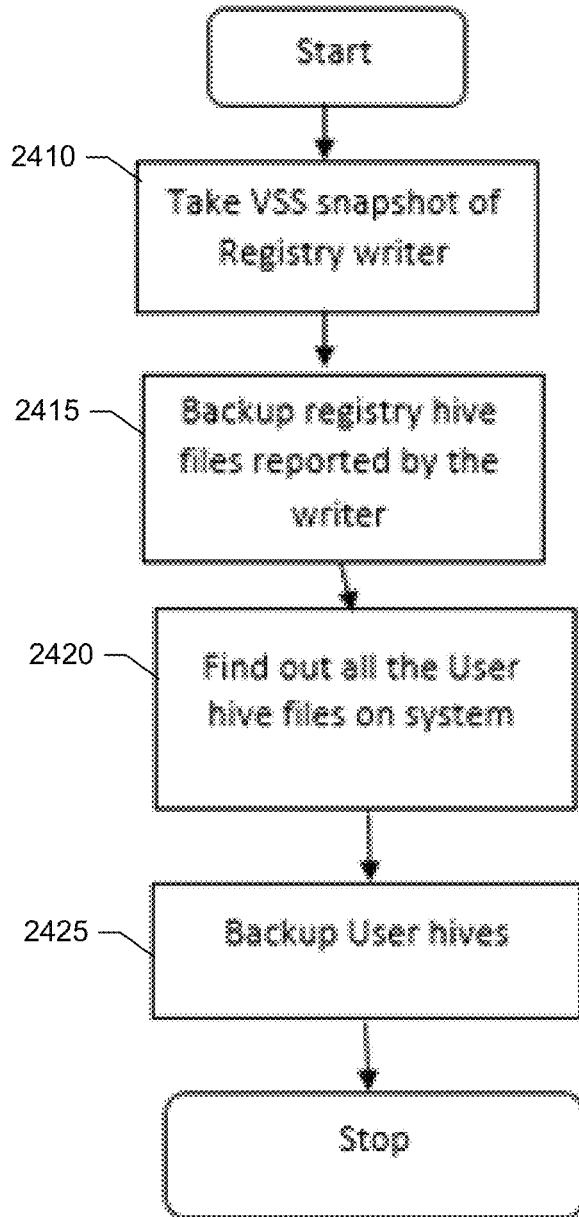 Start
2410
Take VSS snapshot of
Registry writer
2415
Backup registry hive
files reported by the
writer
2420
Find out all the User
hive files on system
2425
Backup User hives
Stop